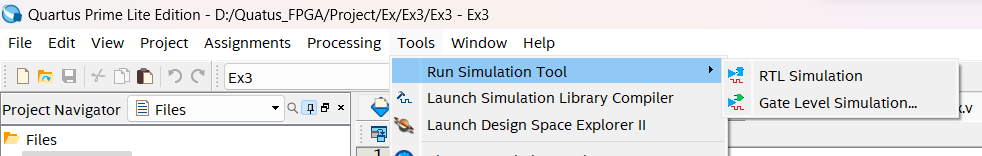 Quartus Prime Lite Edition - D:/Quatus_FPGA/Project/Ex/Ex3/Ex3 - Ex3
File Edit View Project Assignments Processing Tools Window Help
Ex3
Run Simulation Tool
RTL Simulation
Launch Simulation Library Compiler
Gate Level Simulation...
Project Navigator Files
Launch Design Space Explorer II
Files